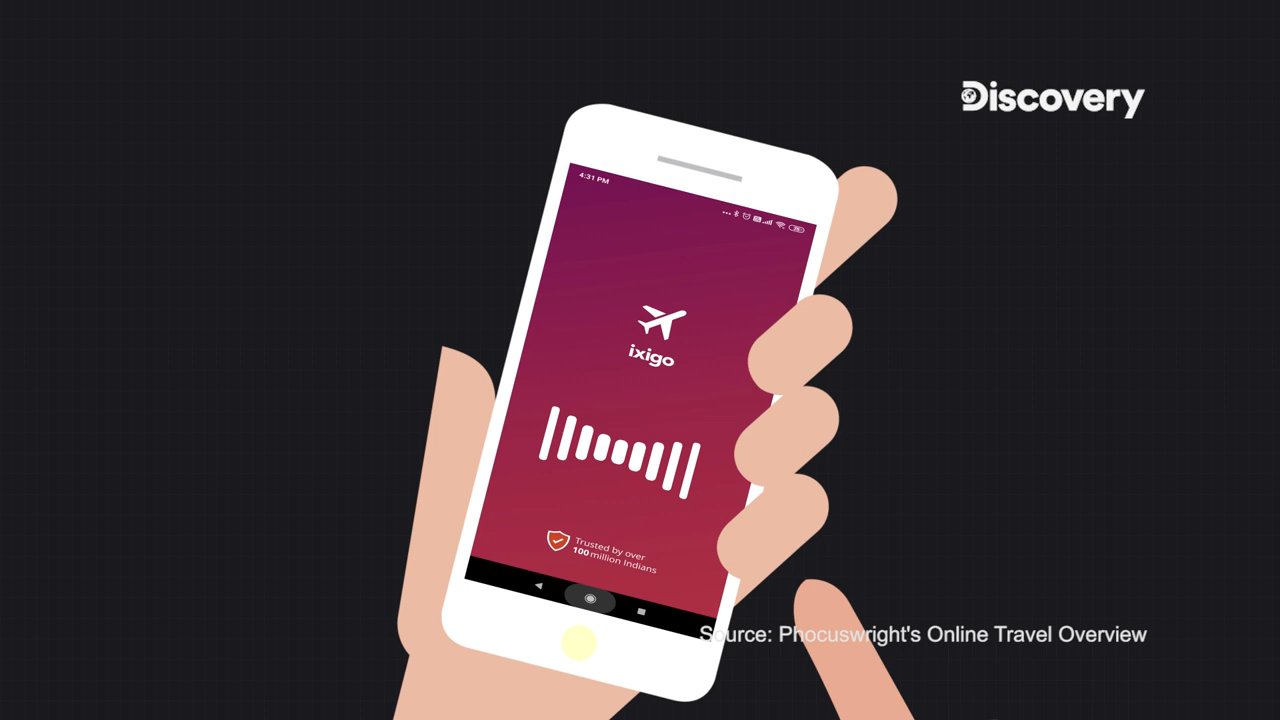 Discovery
4:31 PM
ixigo
Trusted by over
100 million Indians
Source: Phocuswright's Online Travel Overview